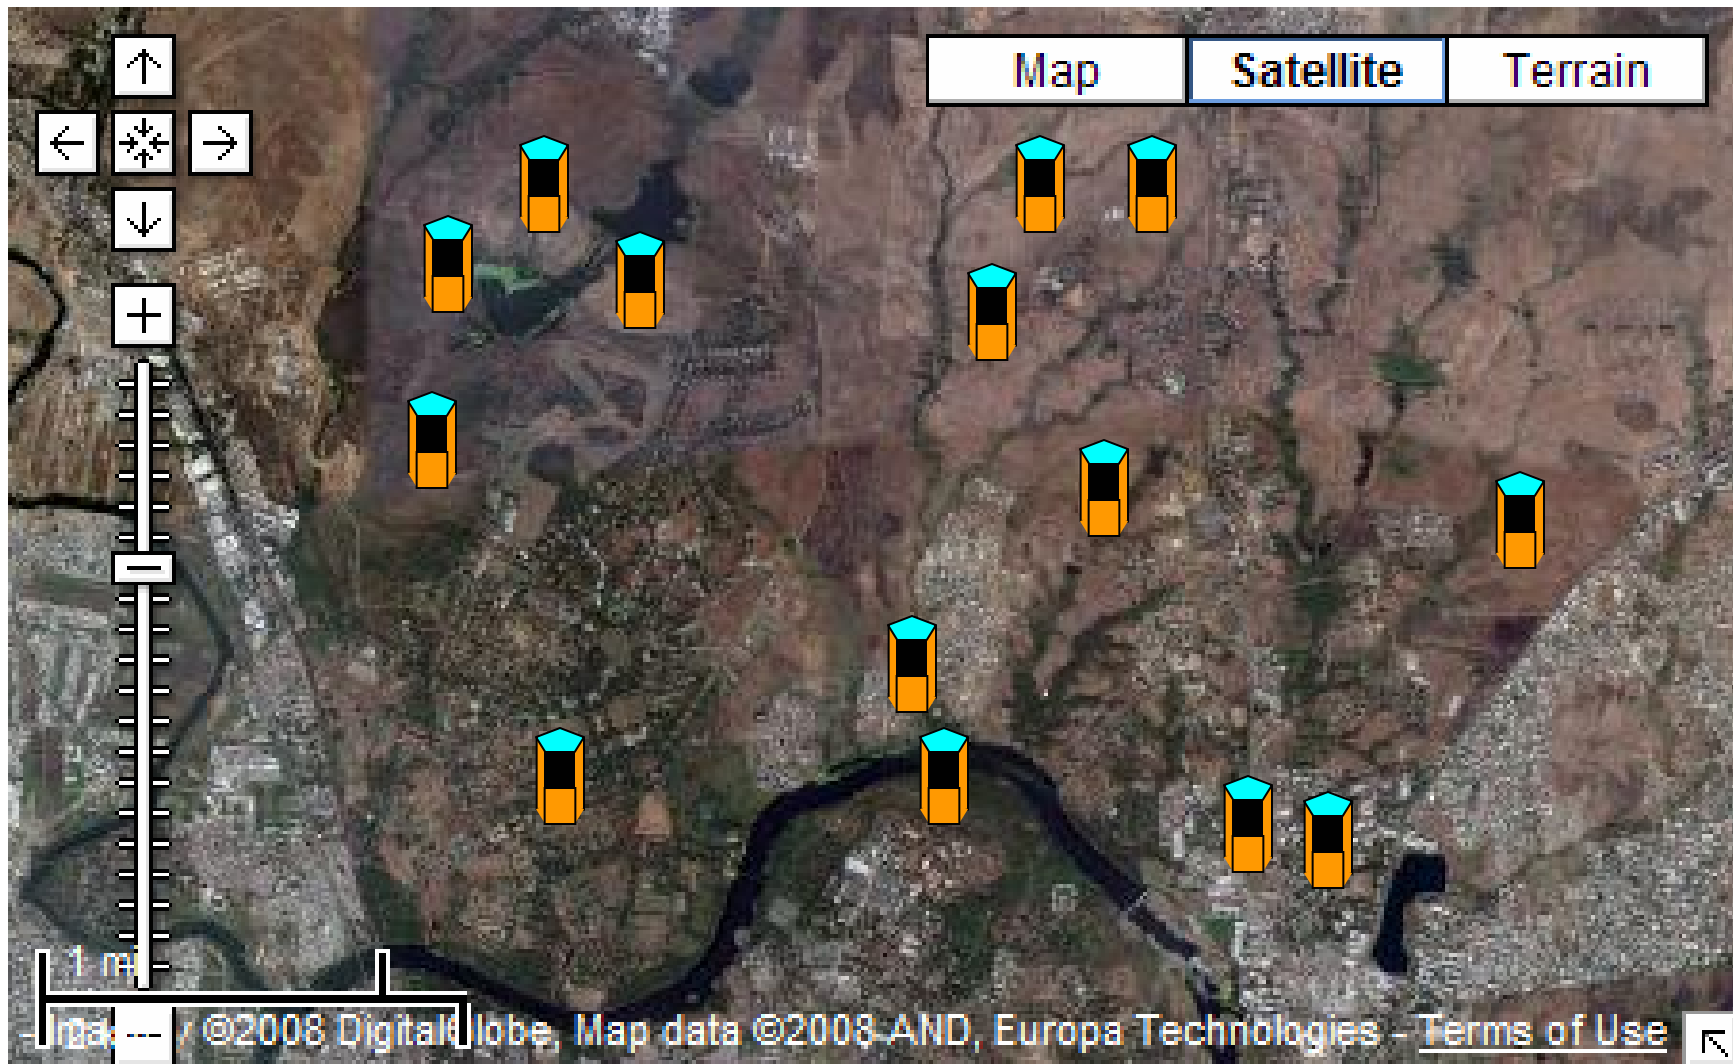 Map
Satellite
Terrain
1 mi
©2008 DigitalGlobe, Map data ©2008 AND, Europa Technologies - Terms of Use